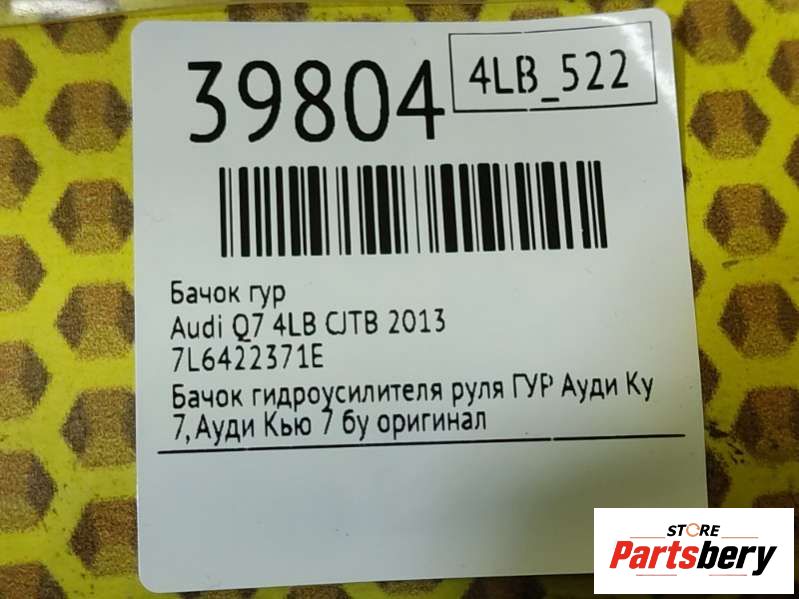 39804
4LB_522
Бачок гур
Audi Q7 4LB CJTB 2013
7L6422371E
Бачок гидроусилителя руля ГУР Ауди Ку
7, Ауди Кью 7 бу оригинал
STORE
Partsbery